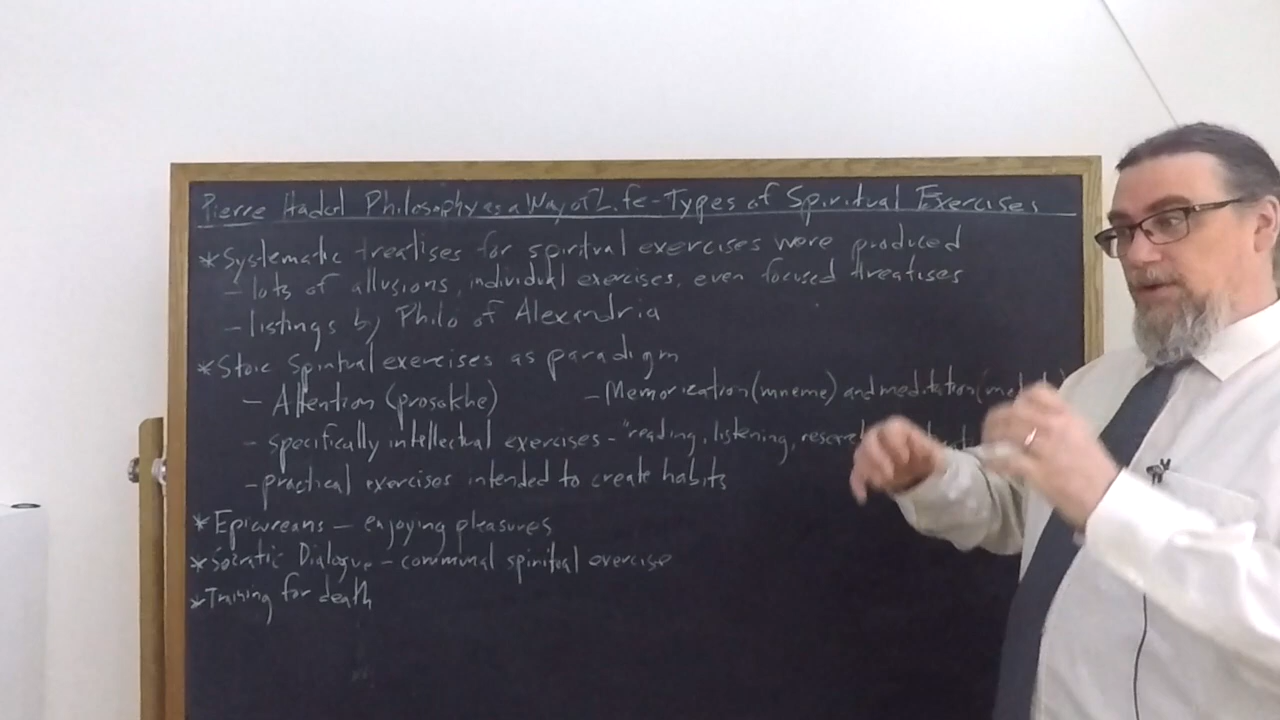 Pierre Hadot Philosophy as a Way of Life - Types of Spiritual Exercises
* Systematic treatises for spiritual exercises were produced
- lots of allusions, individual exercises, even focused treatises
- listings by Philo of Alexandria
* Stoic Spiritual exercises as paradigm
- Attention (prosokhe) - Memorization (mneme) and meditation (
- specifically intellectual exercises - "reading, listening,
- practical exercises intended to create habits
* Epicureans - enjoying pleasures
* Socratic Dialogue - communal spiritual exercise
* Training for death